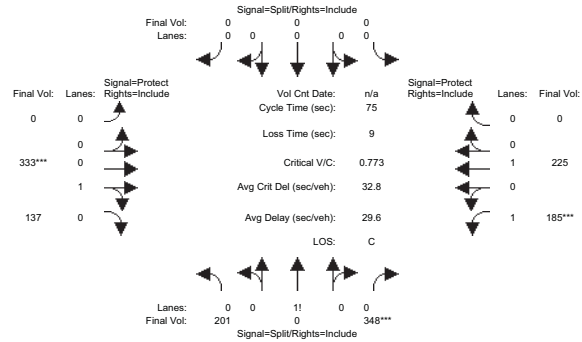 Signal=Split/Rights=Include
Final Vol: 0 0 0
Lanes: 0 0 0 0 0
Signal=Protect
Final Vol: Lanes: Rights=Include
Vol Cnt Date: n/a
Signal=Protect
Rights=Include Lanes: Final Vol:
Cycle Time (sec): 75
0 0
0 0
Loss Time (sec): 9
0
0
333*** 0
Critical V/C: 0.773
1 225
1
Avg Crit Del (sec/veh): 32.8
0
137 0
Avg Delay (sec/veh): 29.6
1 185***
LOS: C
Lanes: 0 0 1! 0 0
Final Vol: 201 0 348***
Signal=Split/Rights=Include